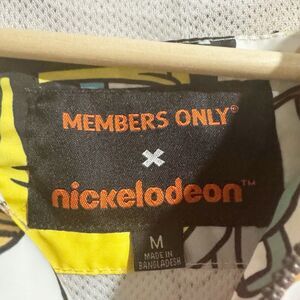 MEMBERS ONLY®
×
nickelodeon™
M
MADE IN
BANGLADESH